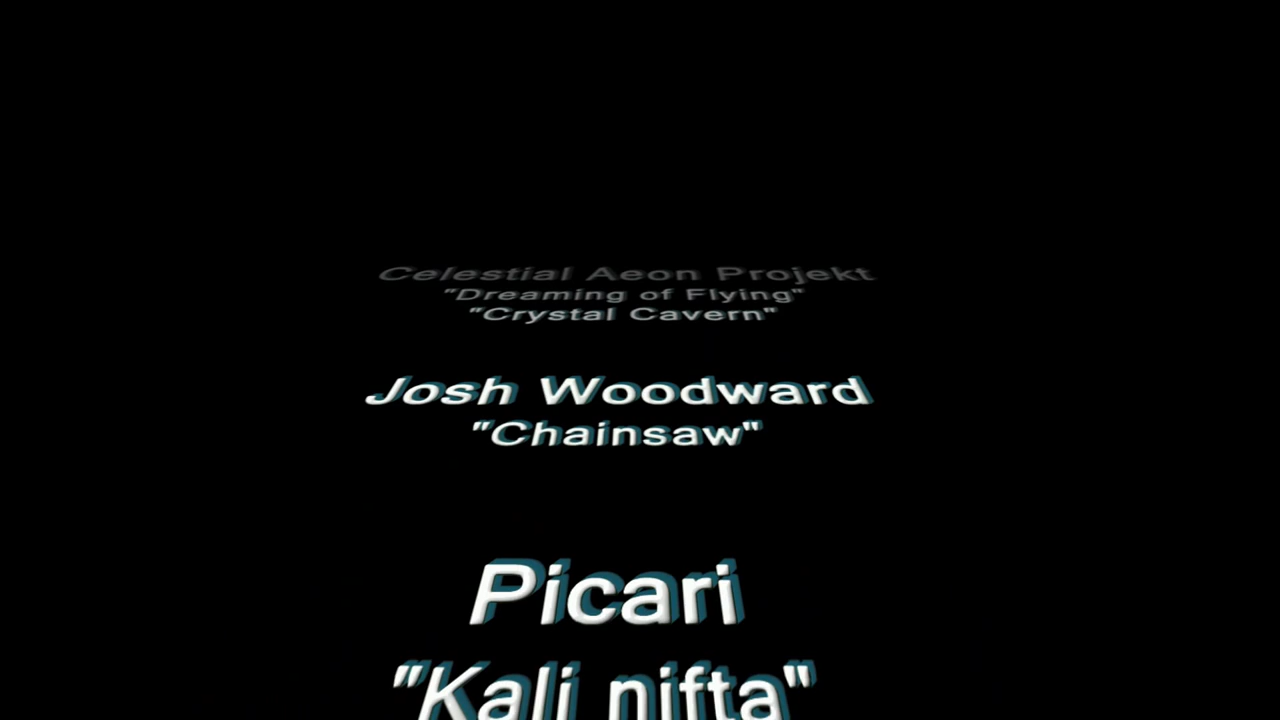 Celestial Aeon Projekt
"Dreaming of Flying"
"Crystal Cavern"
Josh Woodward
"Chainsaw"
Picari
"Kali nifta"